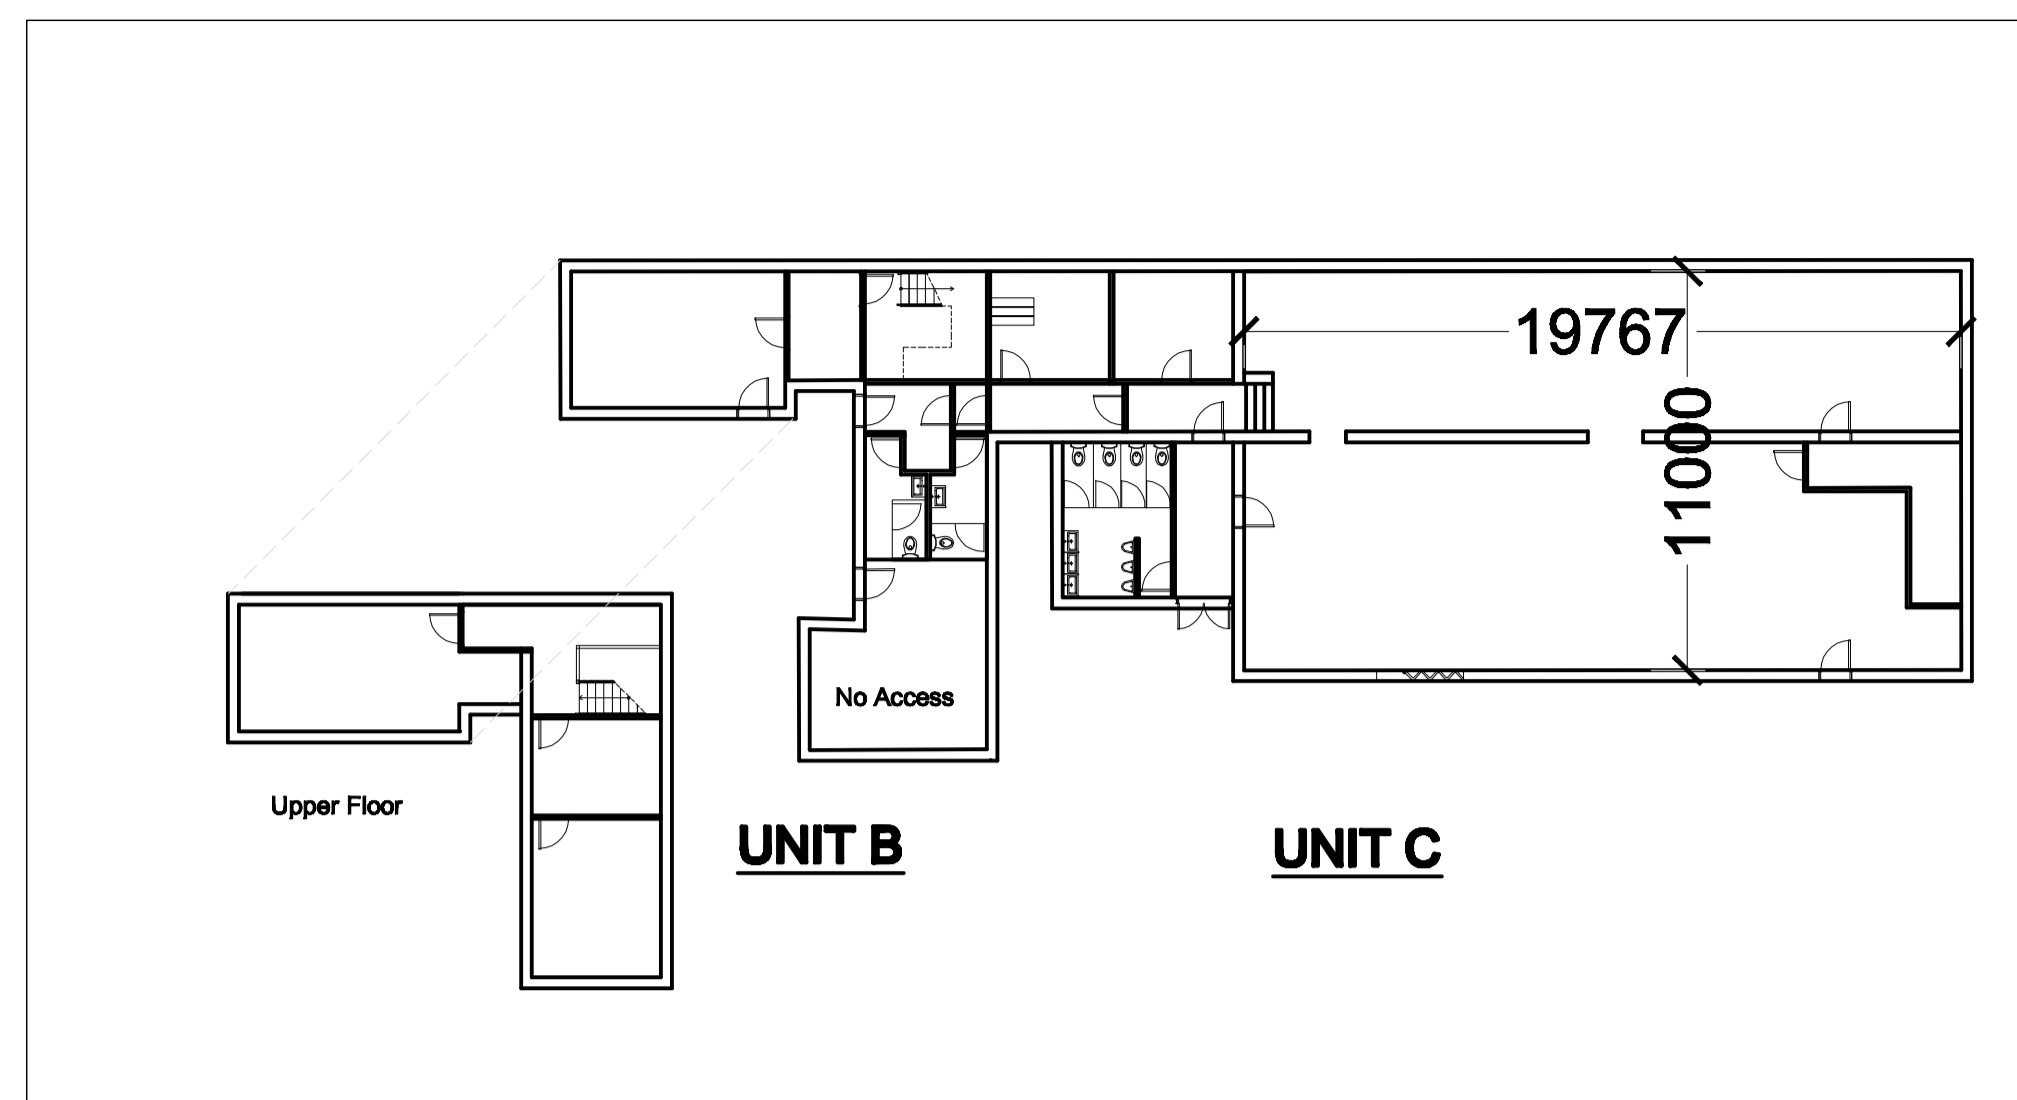 19767
11000
No Access
Upper Floor
UNIT B
UNIT C